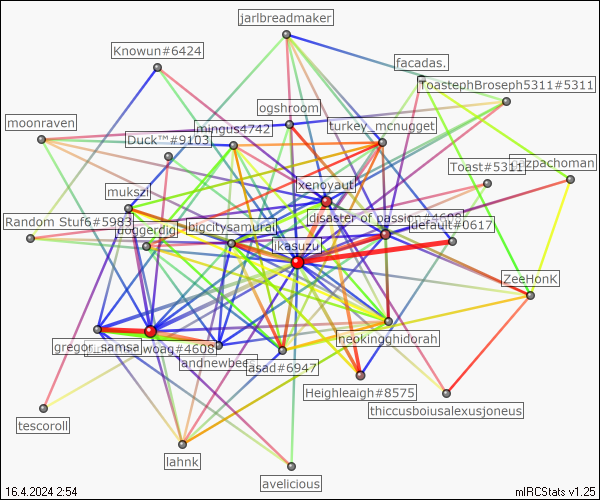 jarlbreadmaker
Knowun#6424
facadas.
ToastephBroseph5311#5311
ogshroom
moonraven
mingus4742
turkey_mcnugget
Duck™#9103
Toast#5311
xenoyaut
mukszi
disaster of passion#4698
Random Stuf6#5983
bigcitysamurai
default#0617
doggerdig
ikasuzu
ZeeHonK
neokingghidorah
gregor_samsa
woag#4608
andnewbee
asad#6947
Heighleaigh#8575
thiccusboiusalexusjoneus
tescoroll
lahnk
avelicious
16.4.2024 2:54
mIRCStats v1.25